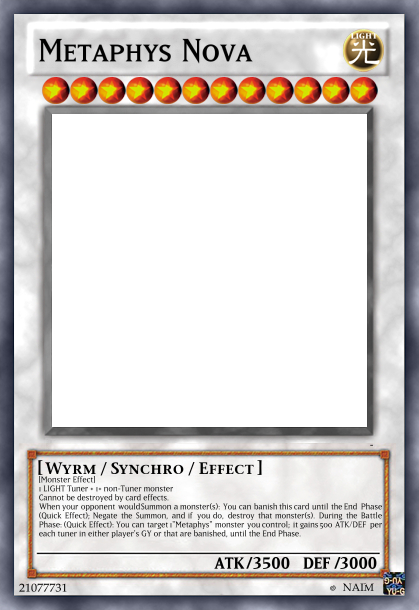 METAPHYS NOVA
LIGHT
光
-
[ WYRM / SYNCHRO / EFFECT ]
[Monster Effect]
1 LIGHT Tuner + 1+ non-Tuner monster
Cannot be destroyed by card effects.
When your opponent wouldSummon a monster(s): You can banish this card until the End Phase
(Quick Effect); Negate the Summon, and if you do, destroy that monster(s). During the Battle
Phase: (Quick Effect): You can target 1"Metaphys" monster you control; it gains 500 ATK/DEF per
each tuner in either player's GY or that are banished, until the End Phase.
ATK/3500 DEF/3000
21077731
® NAIM
YU-G